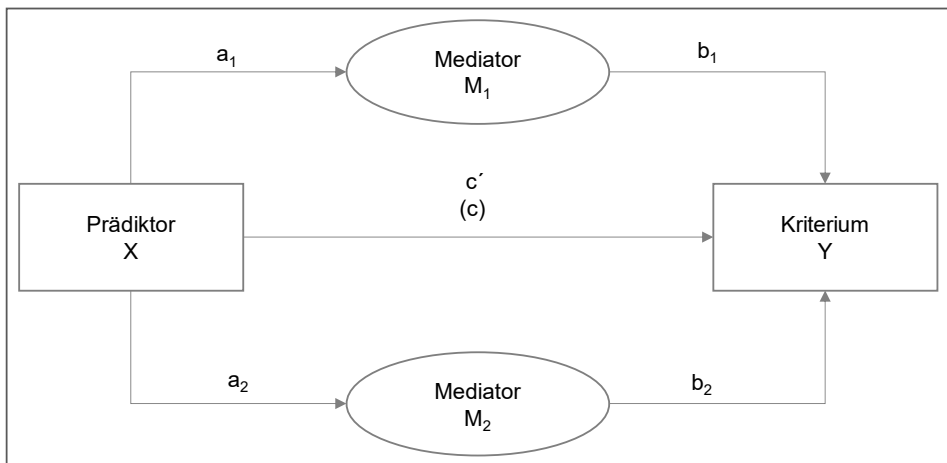 a₁
Mediator
M₁
b₁
Prädiktor
X
c´
(c)
Kriterium
Y
a₂
Mediator
M₂
b₂